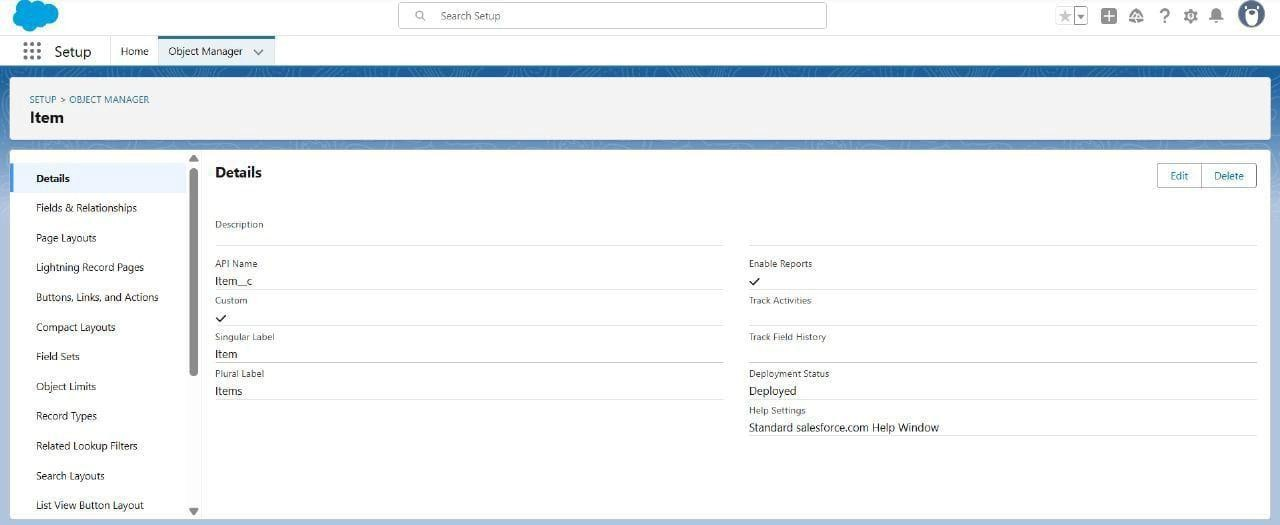 Search Setup
Setup Home Object Manager
SETUP > OBJECT MANAGER
Item
Details
Fields & Relationships
Page Layouts
Lightning Record Pages
Buttons, Links, and Actions
Compact Layouts
Field Sets
Object Limits
Record Types
Related Lookup Filters
Search Layouts
List View Button Layout
Details
Edit Delete
Description
API Name
Item__c
Custom
Singular Label
Item
Plural Label
Items
Enable Reports
Track Activities
Track Field History
Deployment Status
Deployed
Help Settings
Standard salesforce.com Help Window